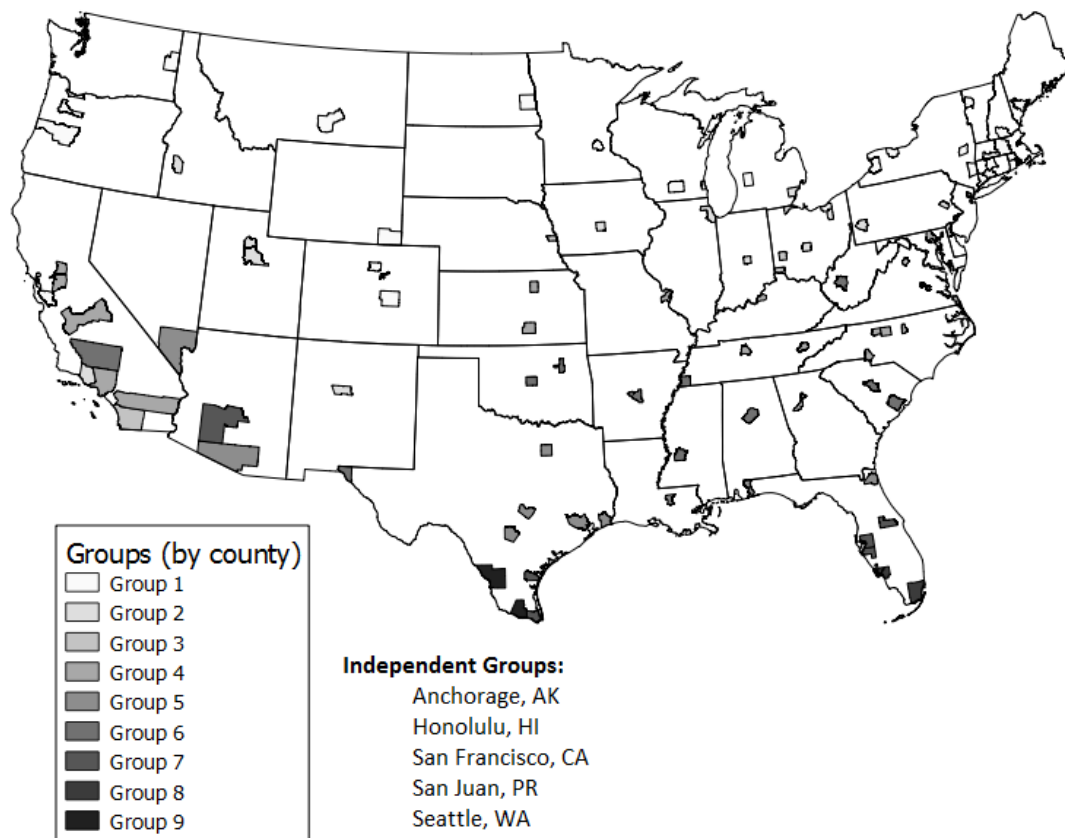 Groups (by county)
Group 1
Group 2
Group 3
Group 4
Group 5
Group 6
Group 7
Group 8
Group 9
Independent Groups:
Anchorage, AK
Honolulu, HI
San Francisco, CA
San Juan, PR
Seattle, WA